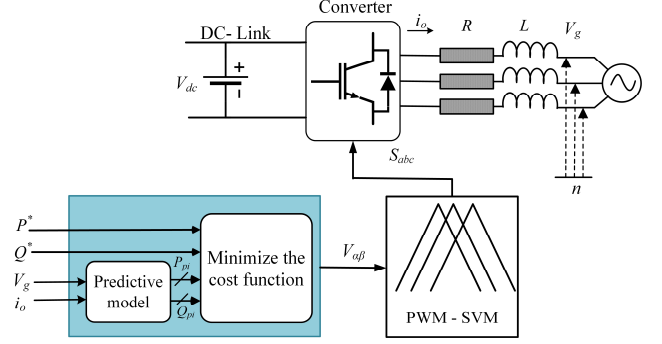 Converter
i_o
R
L
V_g
DC- Link
V_dc
+
-
S_abc
n
P*
Q*
V_g
i_o
Predictive
model
P_pi
Q_pi
Minimize the
cost function
V_αβ
PWM - SVM